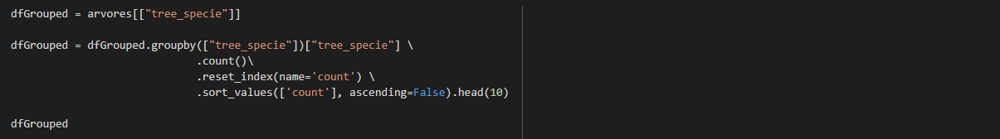 dfGrouped = arvores[["tree_specie"]]
dfGrouped = dfGrouped.groupby(["tree_specie"])["tree_specie"] \
.count()\
.reset_index(name='count') \
.sort_values(['count'], ascending=False).head(10)
dfGrouped